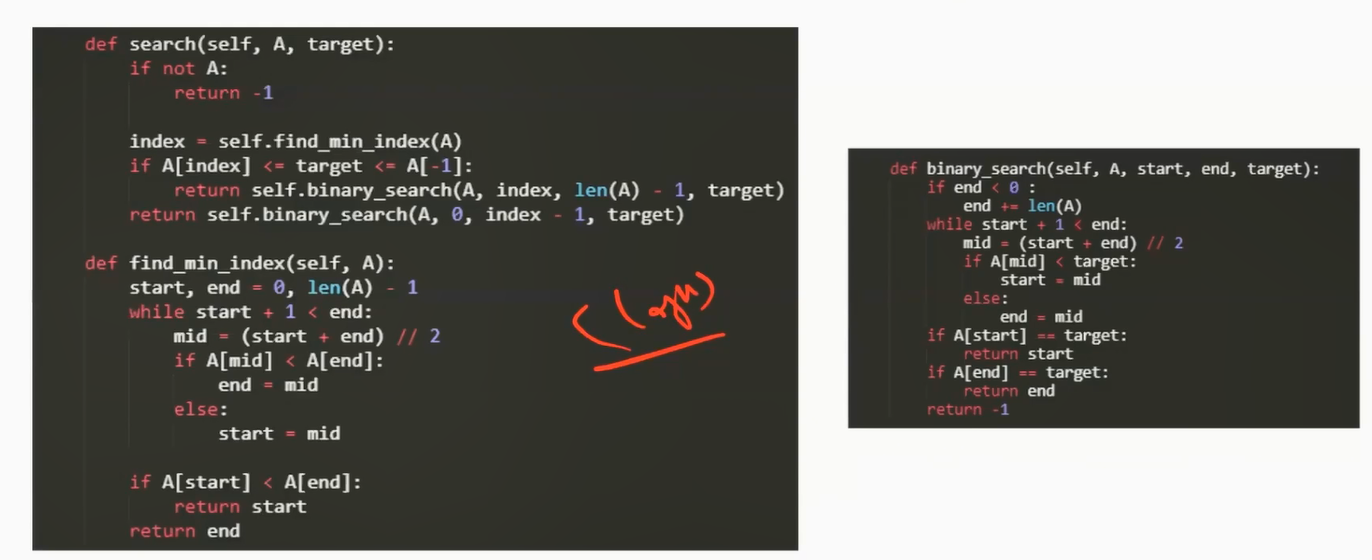 def search(self, A, target):
    if not A:
        return -1

    index = self.find_min_index(A)
    if A[index] <= target <= A[-1]:
        return self.binary_search(A, index, len(A) - 1, target)
    return self.binary_search(A, 0, index - 1, target)

def find_min_index(self, A):
    start, end = 0, len(A) - 1
    while start + 1 < end:
        mid = (start + end) // 2
        if A[mid] < A[end]:
            end = mid
        else:
            start = mid

    if A[start] < A[end]:
        return start
    return end

def binary_search(self, A, start, end, target):
    if end < 0 :
        end += len(A)
    while start + 1 < end:
        mid = (start + end) // 2
        if A[mid] < target:
            start = mid
        else:
            end = mid
    if A[start] == target:
        return start
    if A[end] == target:
        return end
    return -1